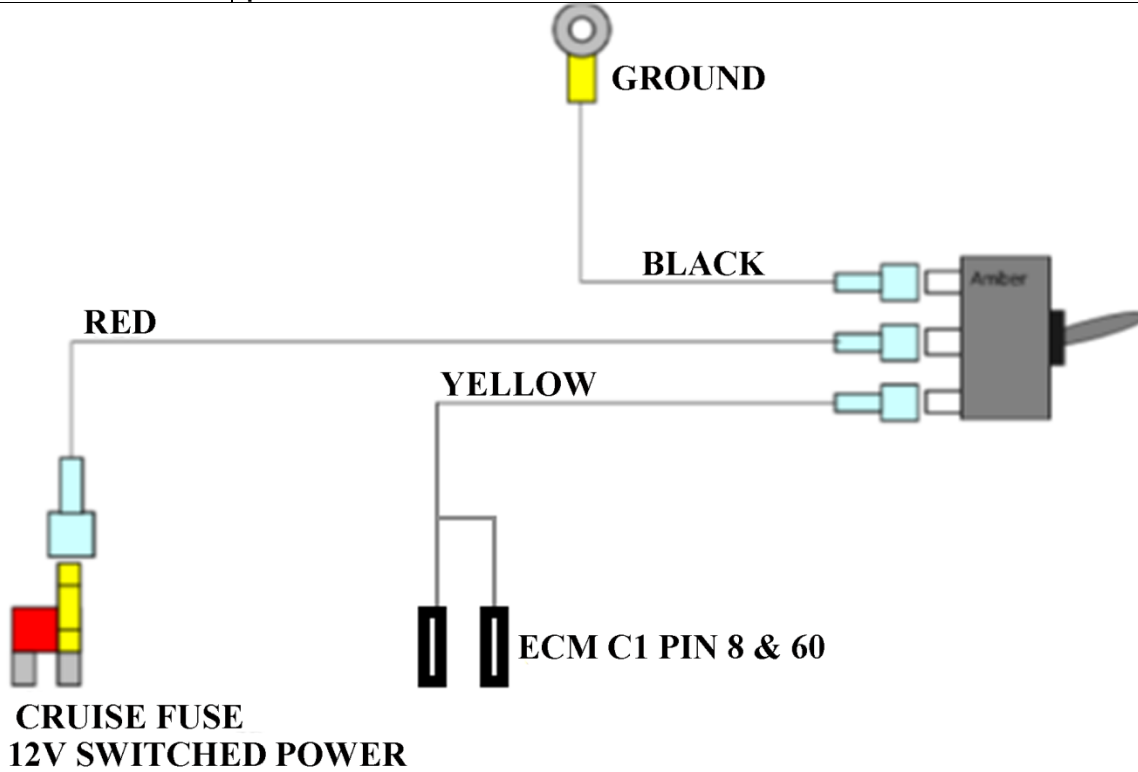 GROUND
BLACK
Amber
RED
YELLOW
ECM C1 PIN 8 & 60
CRUISE FUSE
12V SWITCHED POWER